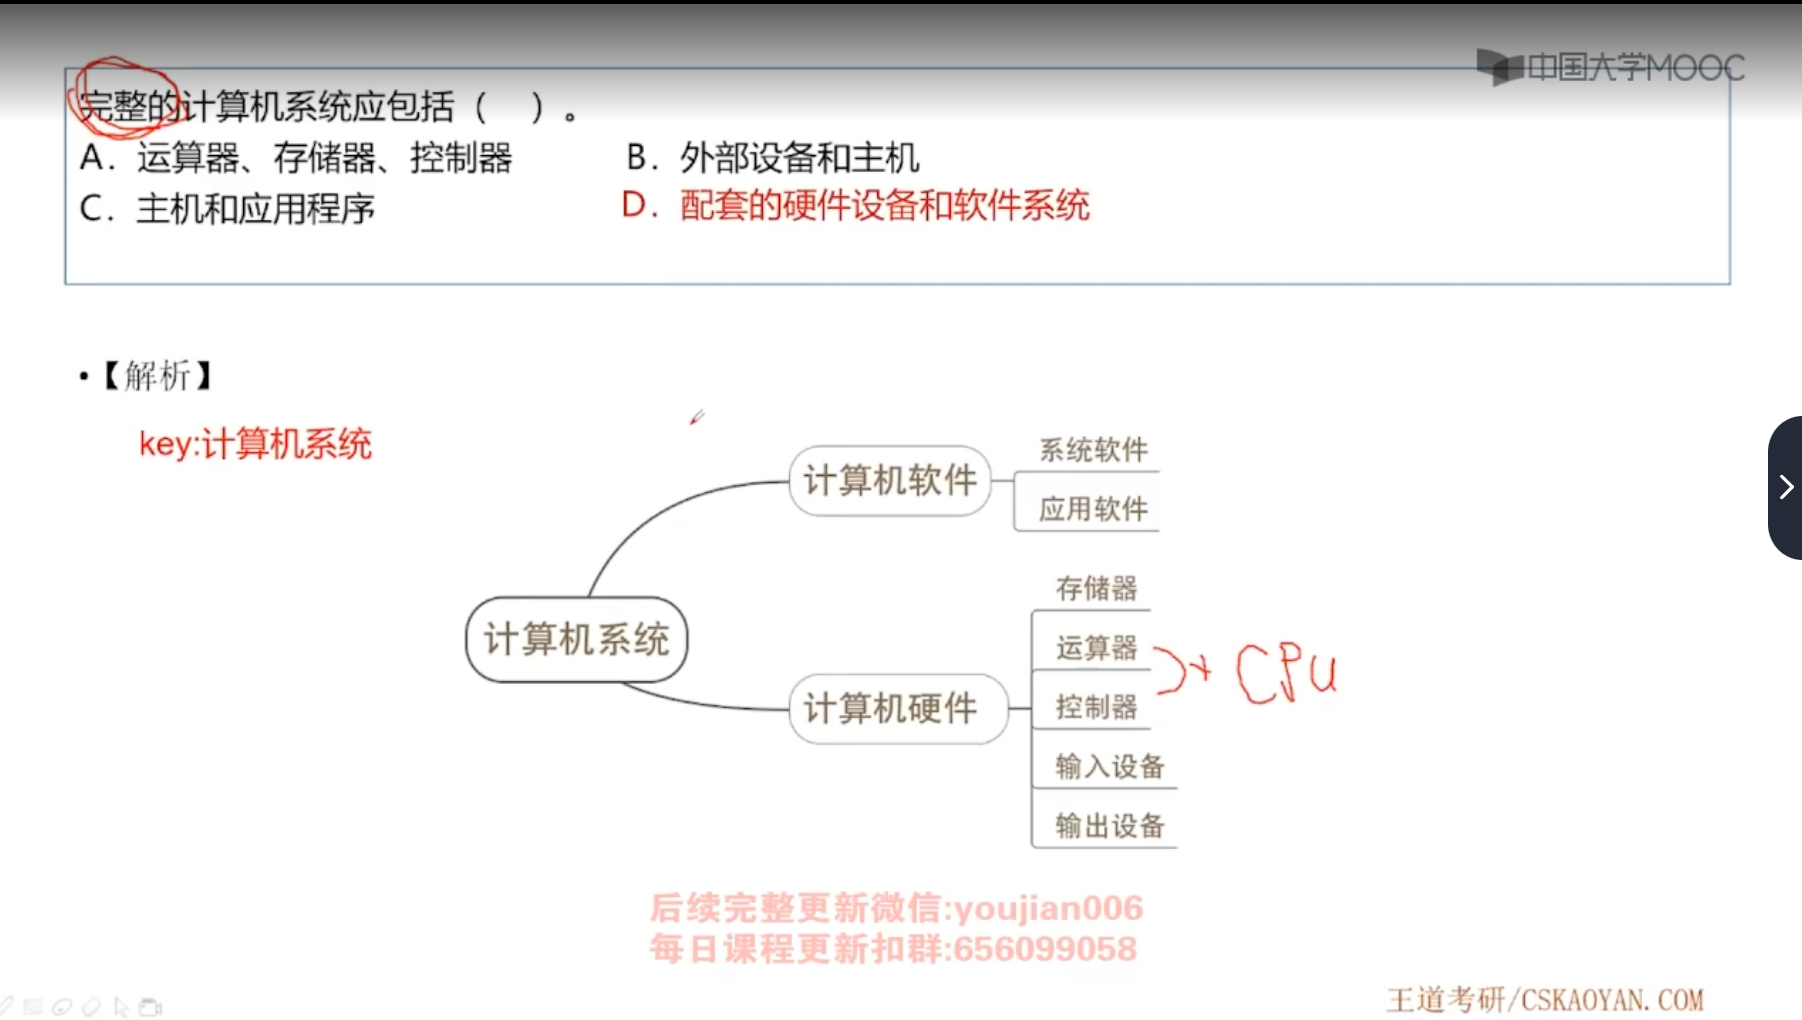 中国大学MOOC
完整的计算机系统应包括（ ）。
A. 运算器、存储器、控制器 B. 外部设备和主机
C. 主机和应用程序 D. 配套的硬件设备和软件系统
•【解析】
key:计算机系统
系统软件
计算机软件
应用软件
存储器
计算机系统
运算器
CPU
控制器
计算机硬件
输入设备
输出设备
后续完整更新微信:youjian006
每日课程更新扣群:656099058
王道考研/CSKAOYAN.COM